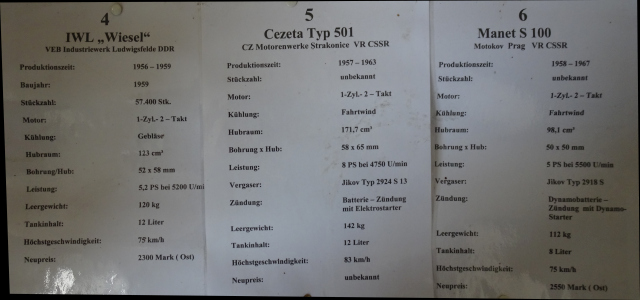 4
IWL „Wiesel"
VEB Industriewerk Ludwigsfelde DDR
Produktionszeit: 1956 – 1959
Baujahr: 1959
Stückzahl: 57.400 Stk.
Motor: 1-Zyl.- 2 – Takt
Kühlung: Gebläse
Hubraum: 123 cm³
Bohrung/Hub: 52 x 58 mm
Leistung: 5,2 PS bei 5200 U/mi
Leergewicht: 120 kg
Tankinhalt: 12 Liter
Höchstgeschwindigkeit: 75 km/h
Neupreis: 2300 Mark ( Ost)
5
Cezeta Typ 501
CZ Motorenwerke Strakonice VR CSSR
Produktionszeit: 1957 – 1963
Stückzahl: unbekannt
Motor: 1-Zyl.- 2 – Takt
Kühlung: Fahrtwind
Hubraum: 171,7 cm³
Bohrung x Hub: 58 x 65 mm
Leistung: 8 PS bei 4750 U/min
Vergaser: Jikov Typ 2924 S 13
Zündung: Batterie – Zündung
mit Elektrostarter
Leergewicht: 142 kg
Tankinhalt: 12 Liter
Höchstgeschwindigkeit: 83 km/h
Neupreis: unbekannt
6
Manet S 100
Motokov Prag VR CSSR
Produktionszeit: 1958 – 1967
Stückzahl: unbekannt
Motor: 1-Zyl.- 2 – Takt
Kühlung: Fahrtwind
Hubraum: 98,1 cm³
Bohrung x Hub: 50 x 50 mm
Leistung: 5 PS bei 5500 U/min
Vergaser: Jikov Typ 2918 S
Zündung: Dynamobatterie –
Zündung mit Dynamo-
Starter
Leergewicht: 112 kg
Tankinhalt: 8 Liter
Höchstgeschwindigkeit: 75 km/h
Neupreis: 2550 Mark ( Ost)